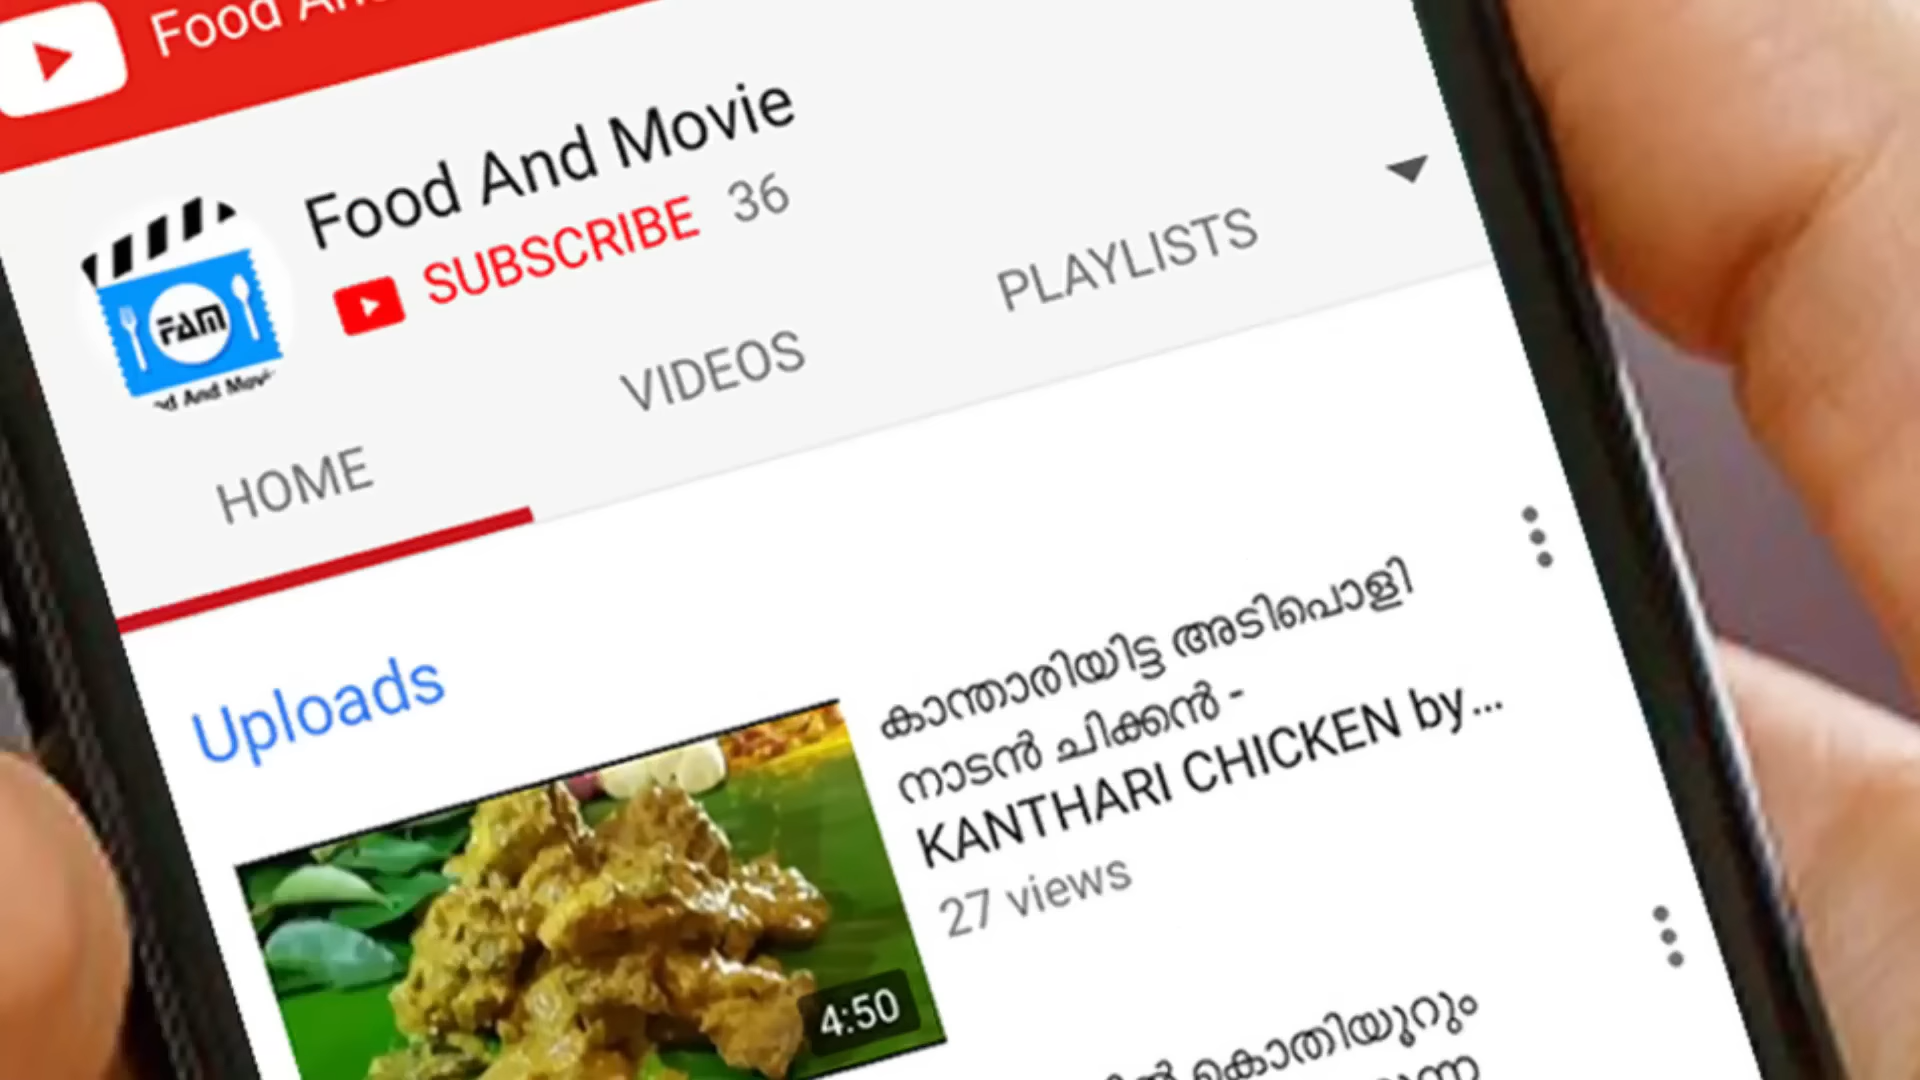 Food And Movie
SUBSCRIBE 36
FAM
And
HOME
VIDEOS
PLAYLISTS
Uploads
കാന്താരിയിട്ട അടിപൊളി
നാടൻ ചിക്കൻ -
KANTHARI CHICKEN by...
27 views
4:50
കൊതിയൂറും